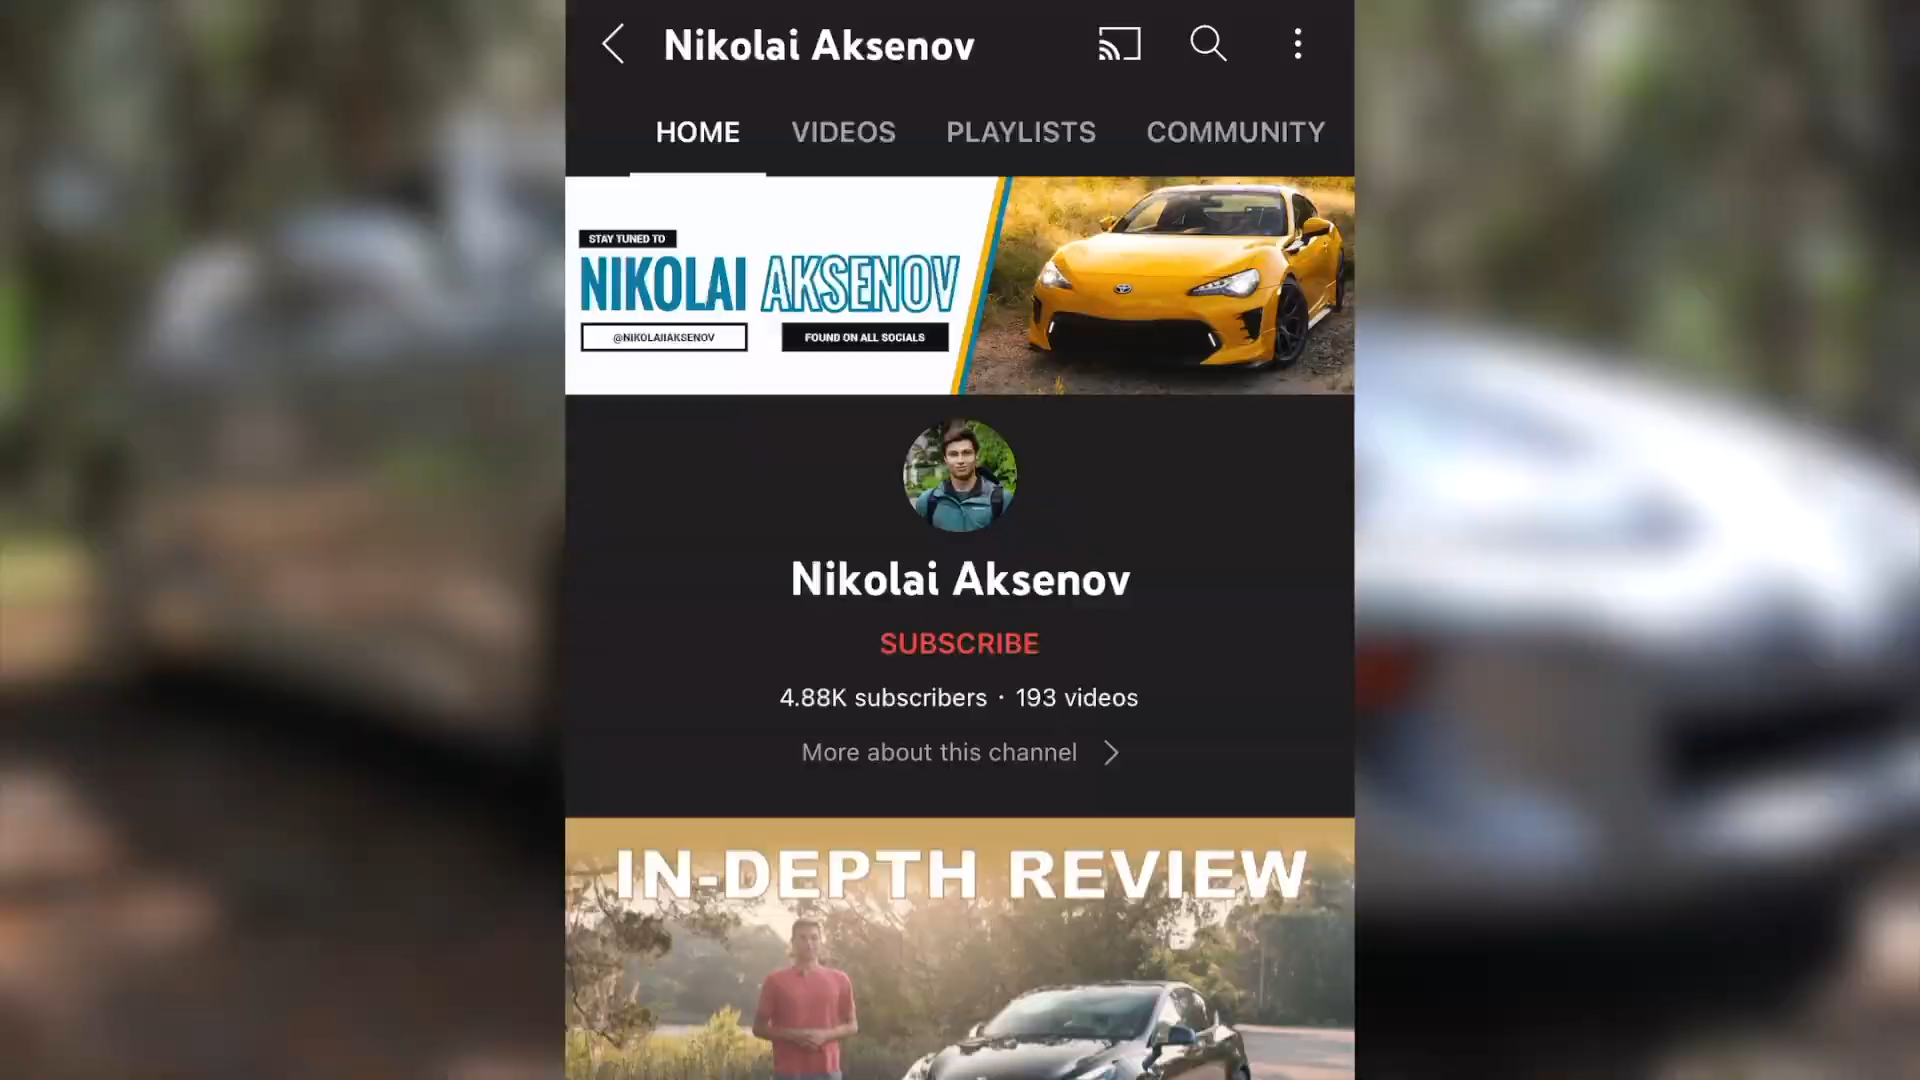 Nikolai Aksenov
HOME VIDEOS PLAYLISTS COMMUNITY
STAY TUNED TO
NIKOLAI AKSENOV
@NIKOLAIIAKSENOV FOUND ON ALL SOCIALS
Nikolai Aksenov
SUBSCRIBE
4.88K subscribers · 193 videos
More about this channel
IN-DEPTH REVIEW